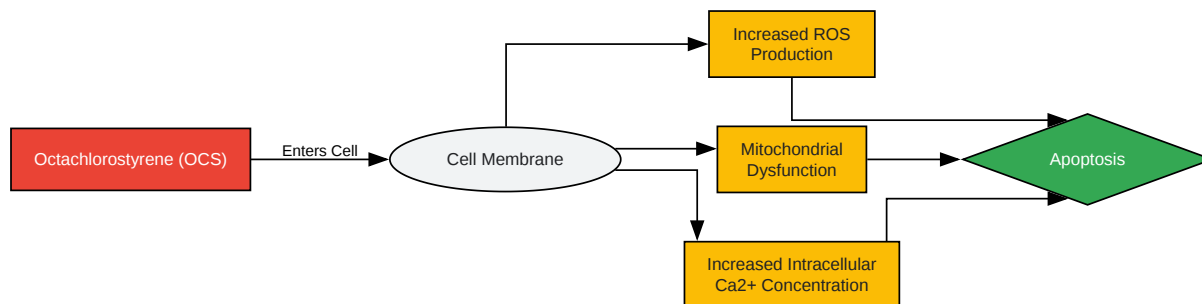 Increased ROS
Production
Octachlorostyrene (OCS)
Enters Cell
Cell Membrane
Mitochondrial
Dysfunction
Apoptosis
Increased Intracellular
Ca2+ Concentration